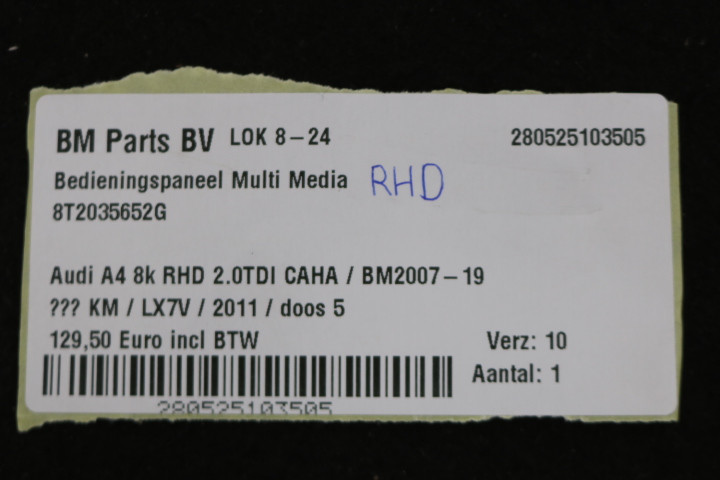 BM Parts BV LOK 8-24 280525103505
Bedieningspaneel Multi Media RHD
8T2035652G
Audi A4 8k RHD 2.0TDI CAHA / BM2007-19
??? KM / LX7V / 2011 / doos 5
129,50 Euro incl BTW Verz: 10
Aantal: 1
280525103505